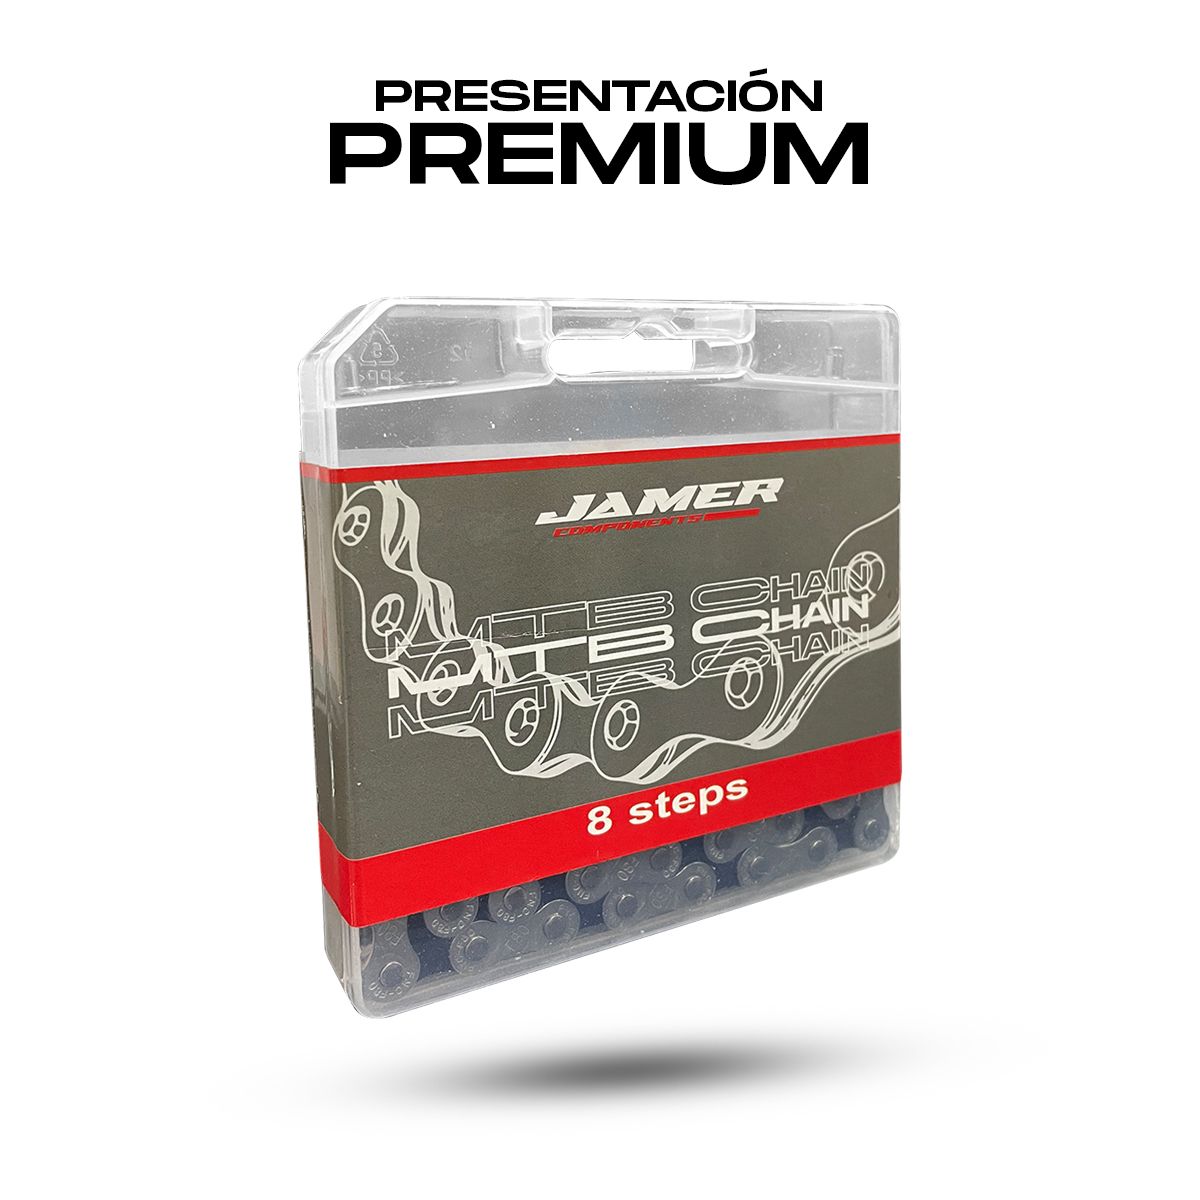 PRESENTACIÓN
PREMIUM
JAMER
COMPONENTS
MTB CHAIN
MTB CHAIN
MTB CHAIN
8 steps